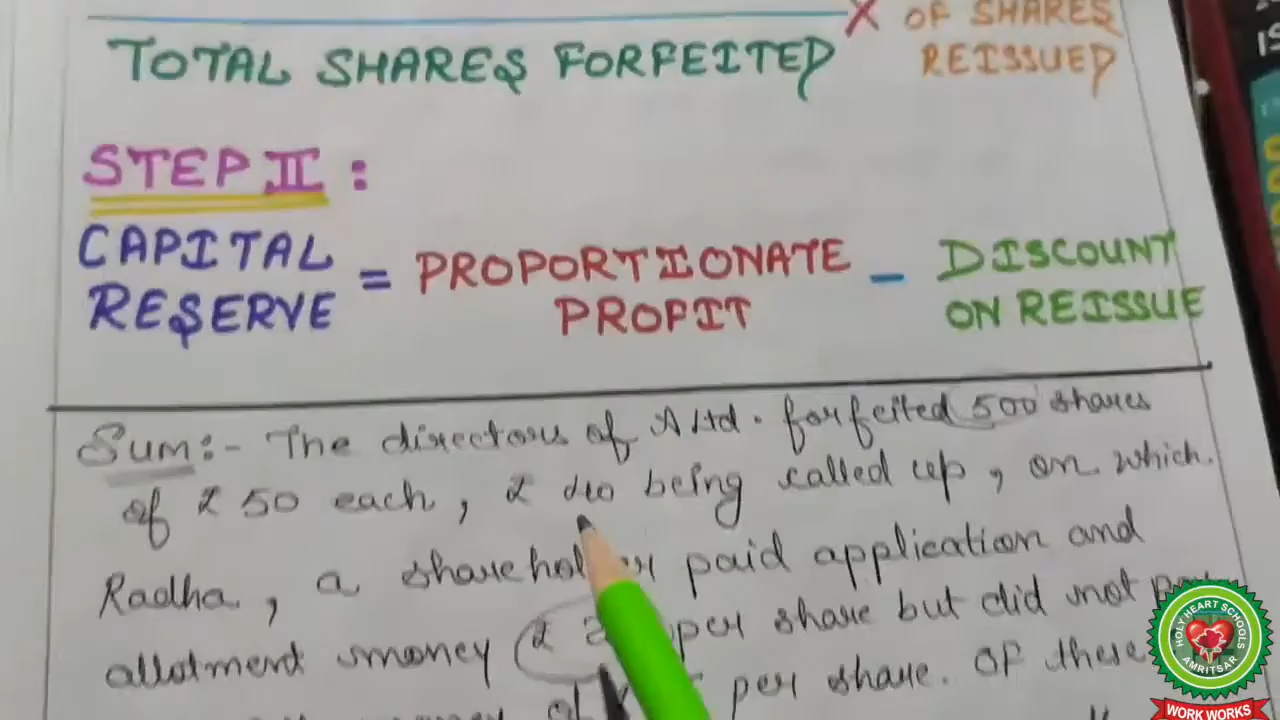 × OF SHARES
TOTAL SHARES FORFEITED REISSUED
STEP II :
CAPITAL RESERVE = PROPORTIONATE PROFIT – DISCOUNT ON REISSUE
Sum:- The directors of A Ltd. forfeited 500 shares
of ₹ 50 each, ₹ 40 being called up, on which
Radha, a shareholder paid application and
allotment money ₹ per share but did not
money of per share. Of these
HOLY HEART SCHOOLS
AMRITSAR
WORK WORKS